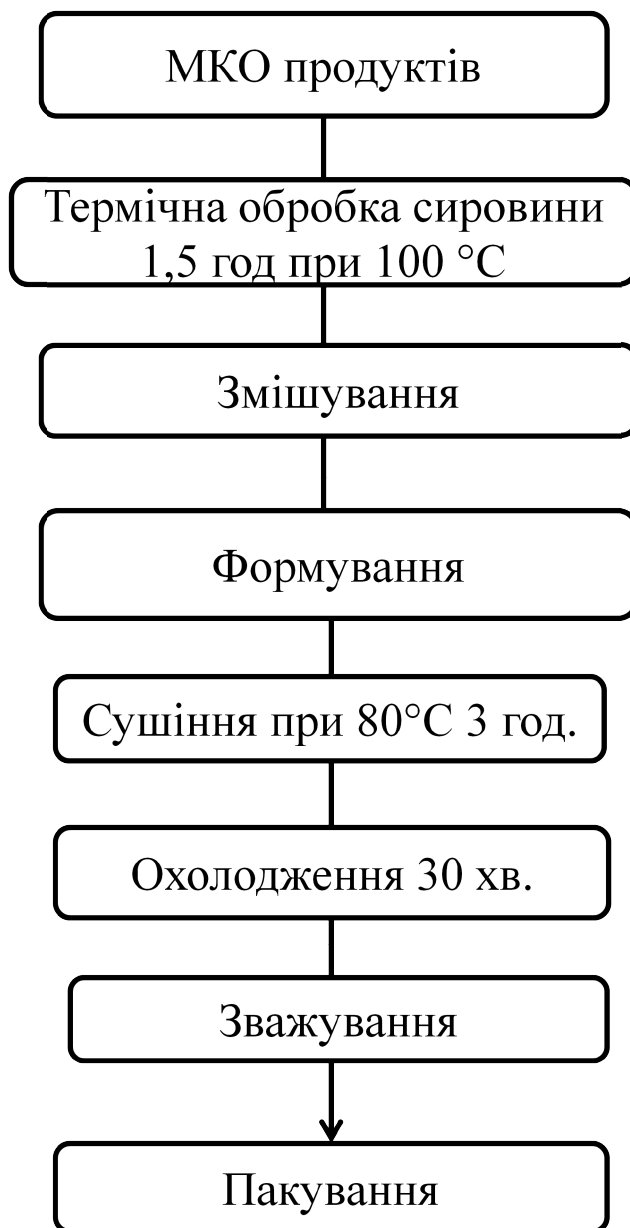 МКО продуктів
Термічна обробка сировини
1,5 год при 100 °С
Змішування
Формування
Сушіння при 80°С 3 год.
Охолодження 30 хв.
Зважування
Пакування